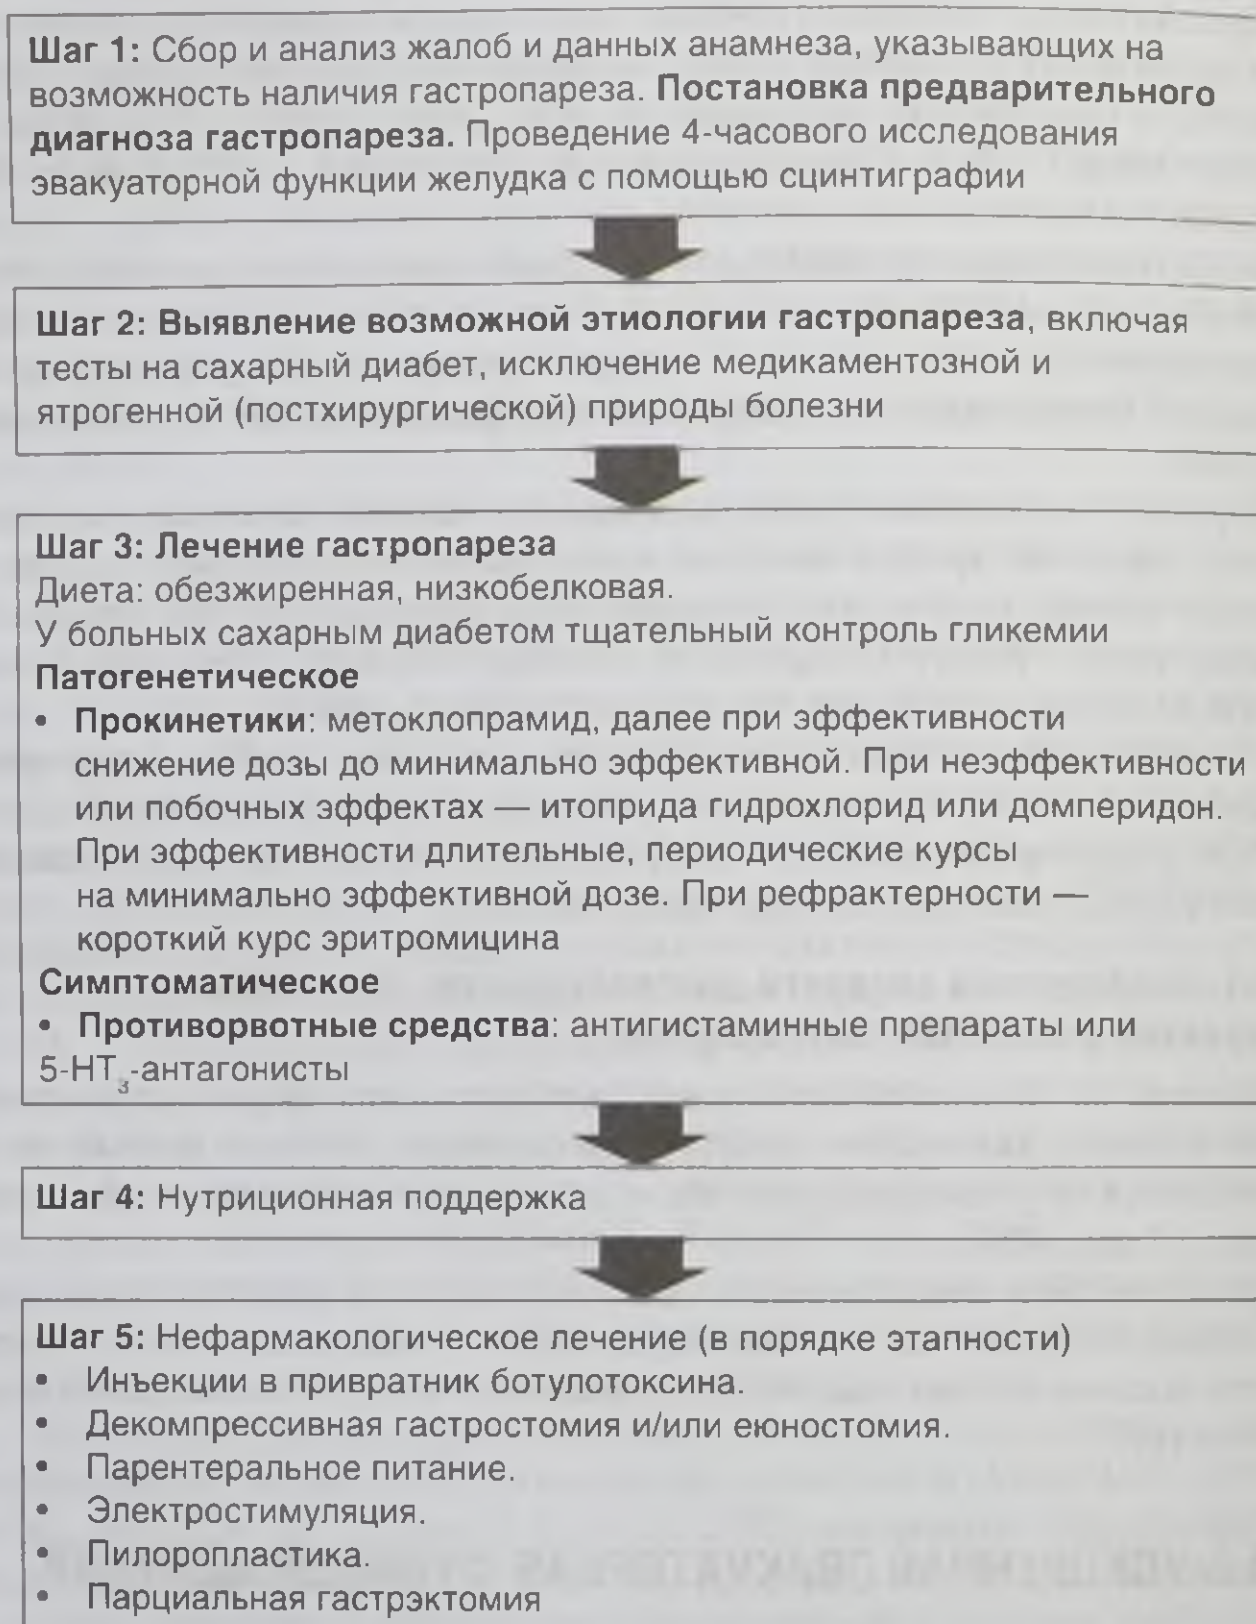 Шаг 1: Сбор и анализ жалоб и данных анамнеза, указывающих на
возможность наличия гастропареза. Постановка предварительного
диагноза гастропареза. Проведение 4-часового исследования
эвакуаторной функции желудка с помощью сцинтиграфии
Шаг 2: Выявление возможной этиологии гастропареза, включая
тесты на сахарный диабет, исключение медикаментозной и
ятрогенной (постхирургической) природы болезни
Шаг 3: Лечение гастропареза
Диета: обезжиренная, низкобелковая.
У больных сахарным диабетом тщательный контроль гликемии
Патогенетическое
• Прокинетики: метоклопрамид, далее при эффективности
снижение дозы до минимально эффективной. При неэффективности
или побочных эффектах — итоприда гидрохлорид или домперидон.
При эффективности длительные, периодические курсы
на минимально эффективной дозе. При рефрактерности —
короткий курс эритромицина
Симптоматическое
• Противорвотные средства: антигистаминные препараты или
5-HT₃-антагонисты
Шаг 4: Нутриционная поддержка
Шаг 5: Нефармакологическое лечение (в порядке этапности)
• Инъекции в привратник ботулотоксина.
• Декомпрессивная гастростомия и/или еюностомия.
• Парентеральное питание.
• Электростимуляция.
• Пилоропластика.
• Парциальная гастрэктомия